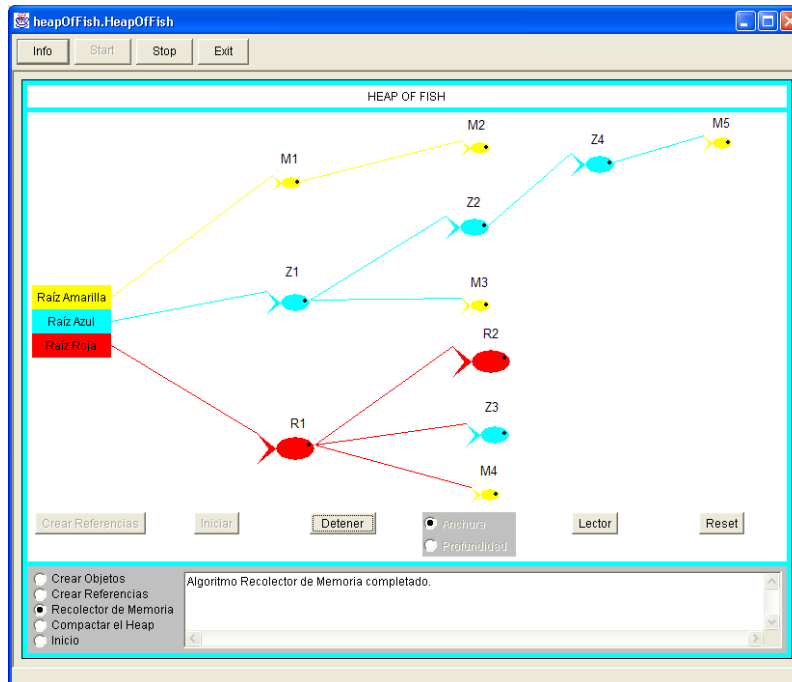 heapOfFish.HeapOfFish
Info Start Stop Exit
HEAP OF FISH
M1
M2
Z4
M5
Z2
Z1
M3
Raíz Amarilla
Raíz Azul
Raíz Roja
R2
R1
Z3
M4
Crear Referencias Iniciar Detener Anchura Lector Reset
Profundidad
Crear Objetos
Crear Referencias
Recolector de Memoria
Compactar el Heap
Inicio
Algoritmo Recolector de Memoria completado.